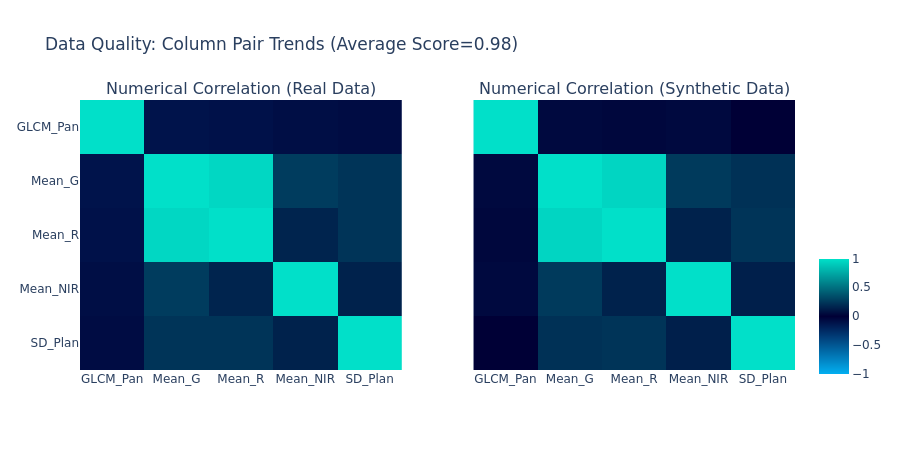 Data Quality: Column Pair Trends (Average Score=0.98)
Numerical Correlation (Real Data)
Numerical Correlation (Synthetic Data)
GLCM_Pan
Mean_G
Mean_R
Mean_NIR
SD_Plan
GLCM_Pan Mean_G Mean_R Mean_NIR SD_Plan
GLCM_Pan Mean_G Mean_R Mean_NIR SD_Plan
1
0.5
0
−0.5
−1